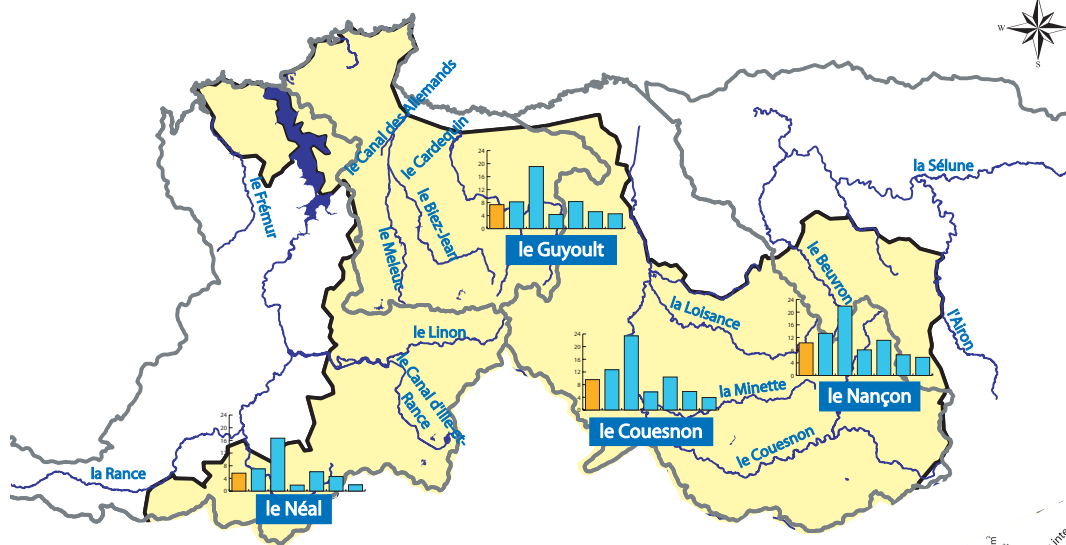 N
W
S
le Canal des Allemands
le Cardequin
la Sélune
le Frémur
24
20
16
12
8
4
0
le Biez-Jean
le Meleuc
le Guyoult
le Beuvron
la Loisance
24
20
16
12
8
4
0
l'Airon
le Linon
24
20
16
12
8
4
0
le Canal d'Ille-et-
Rance
la Minette
le Nançon
le Couesnon
le Couesnon
24
20
16
12
8
4
0
la Rance
le Néal
inte